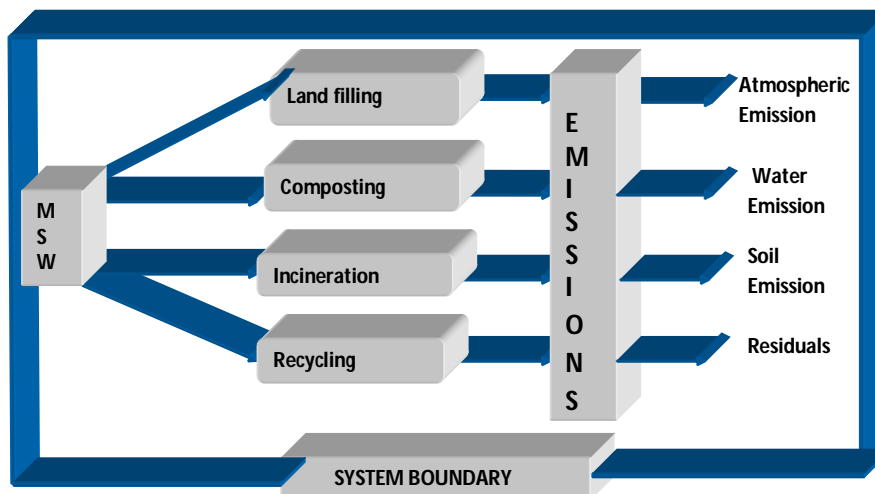 M
S
W
Land filling
Composting
Incineration
Recycling
E
M
I
S
S
I
O
N
S
Atmospheric
Emission
Water
Emission
Soil
Emission
Residuals
SYSTEM BOUNDARY